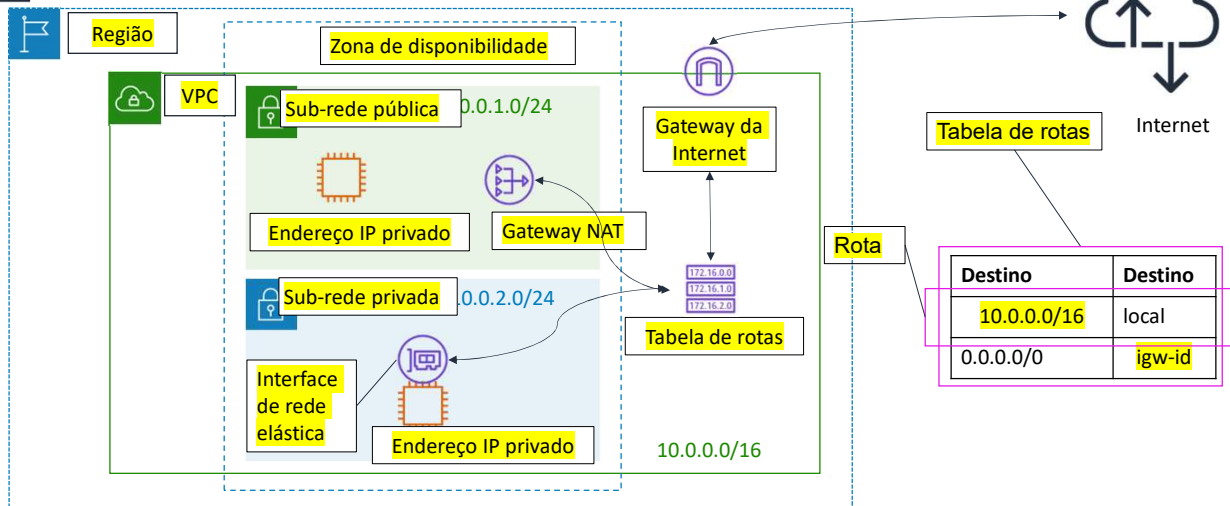 Região
Zona de disponibilidade
VPC
Sub-rede pública
0.0.1.0/24
Gateway da
Internet
Internet
Tabela de rotas
Endereço IP privado
Gateway NAT
Rota
Sub-rede privada
0.0.2.0/24
172.16.0.0
172.16.1.0
172.16.2.0
Tabela de rotas
Interface
de rede
elástica
Endereço IP privado
10.0.0.0/16
Destino Destino
10.0.0.0/16 local
0.0.0.0/0 igw-id